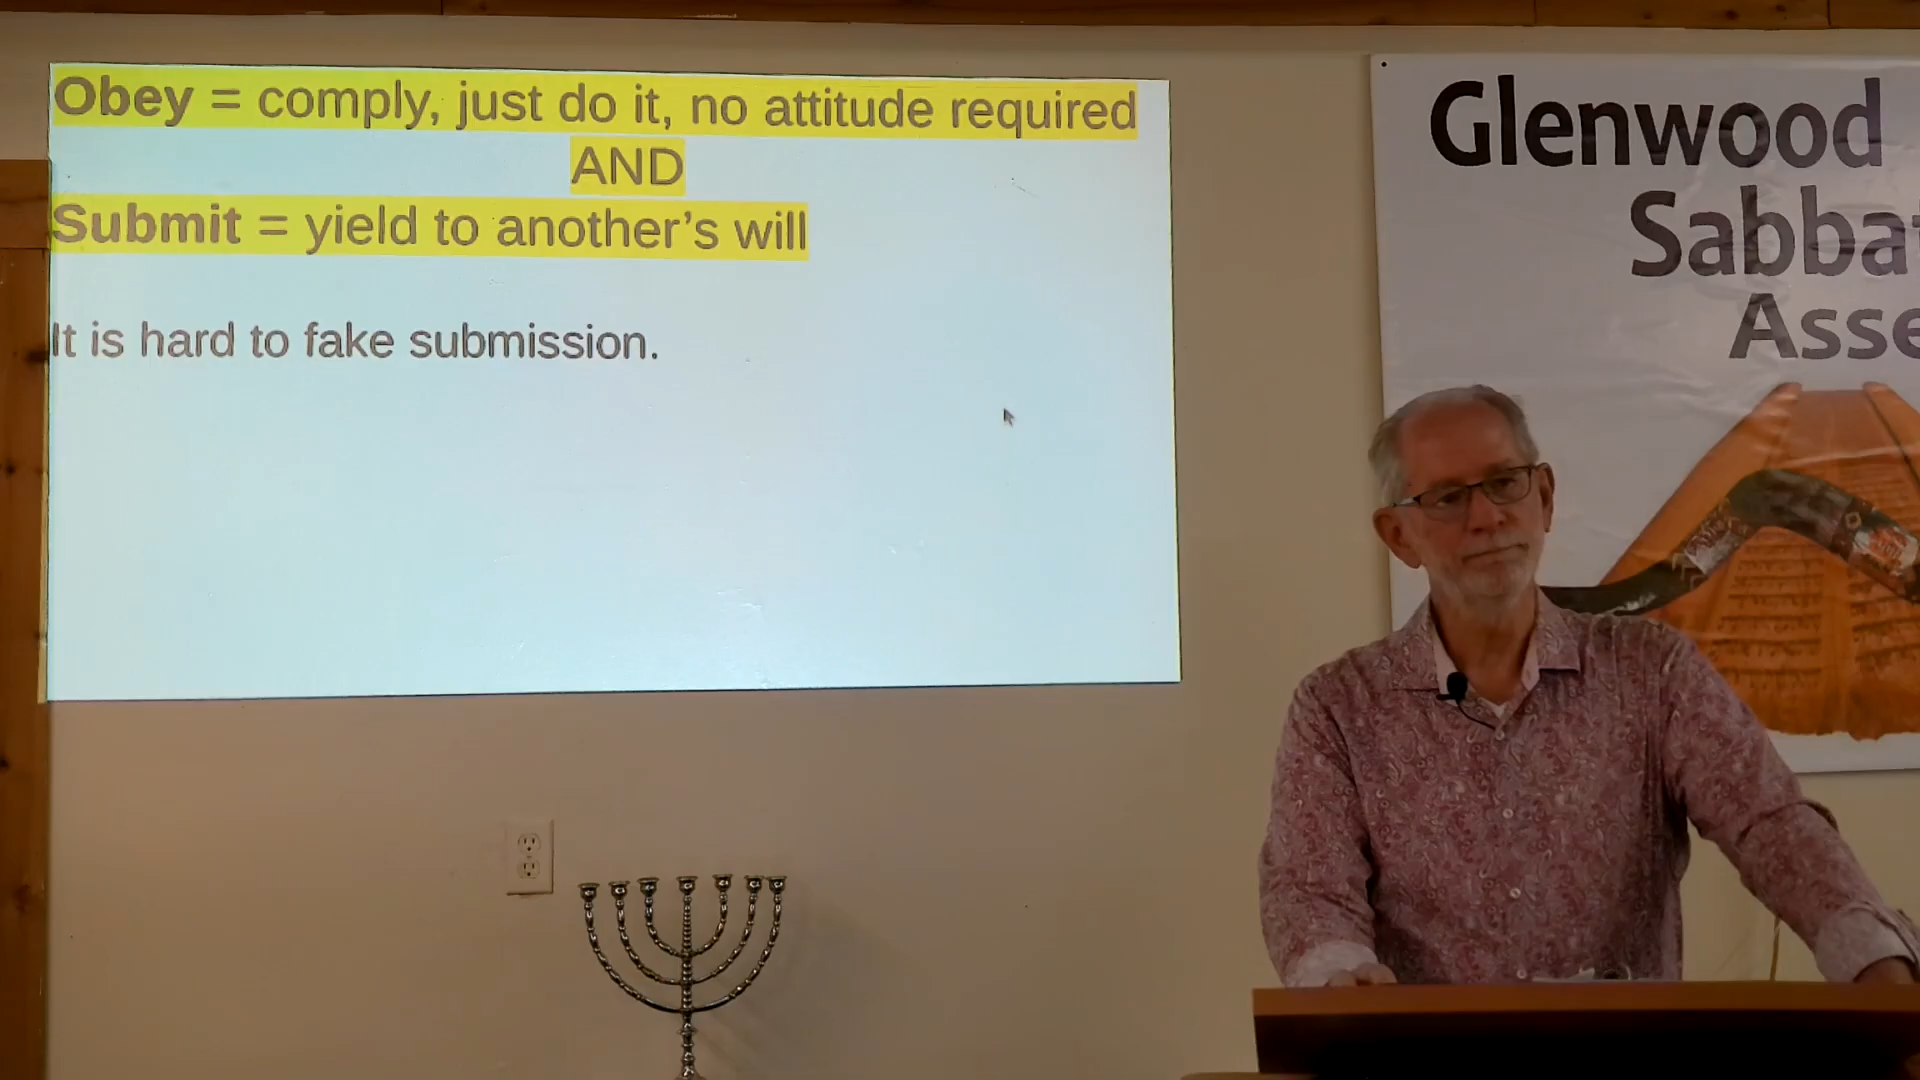 Obey = comply, just do it, no attitude required
AND
Submit = yield to another’s will
It is hard to fake submission.
Glenwood
Sabbat
Asse